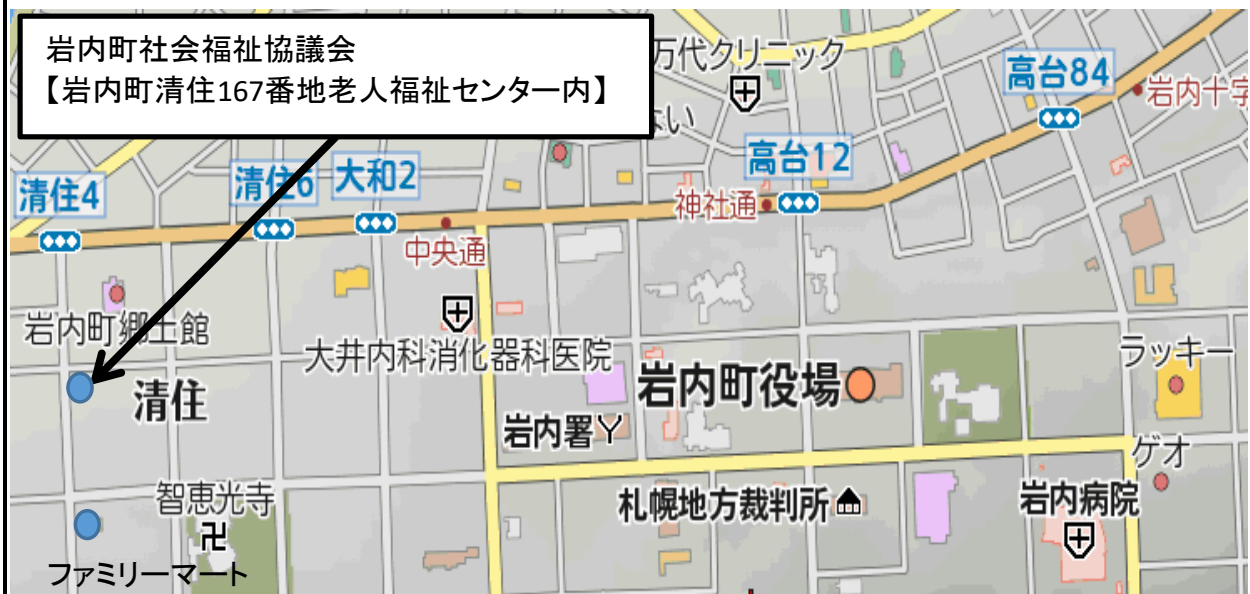 岩内町社会福祉協議会
【岩内町清住167番地老人福祉センター内】
万代クリニック
ない
高台84
岩内十字
高台12
神社通
清住4
清住6
大和2
中央通
岩内町郷土館
大井内科消化器科医院
清住
岩内町役場
ラッキー
岩内署
ゲオ
智恵光寺
札幌地方裁判所
岩内病院
ファミリーマート